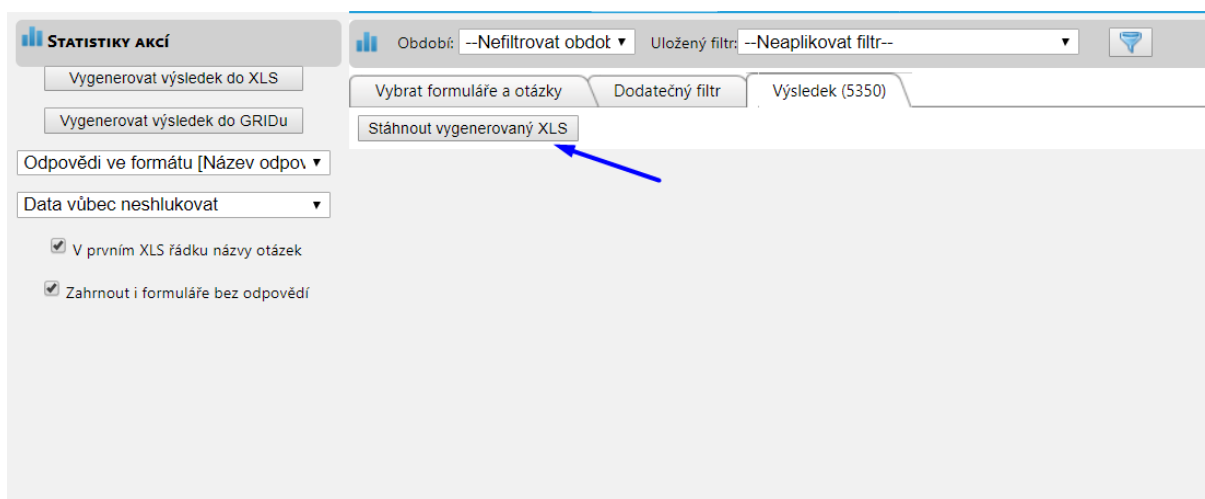 Statistiky akcí
Vygenerovat výsledek do XLS
Vygenerovat výsledek do GRIDu
Odpovědi ve formátu [Název odpov
Data vůbec neshlukovat
V prvním XLS řádku názvy otázek
Zahrnout i formuláře bez odpovědí
Období: --Nefiltrovat obdob Uložený filtr: --Neaplikovat filtr--
Vybrat formuláře a otázky Dodatečný filtr Výsledek (5350)
Stáhnout vygenerovaný XLS